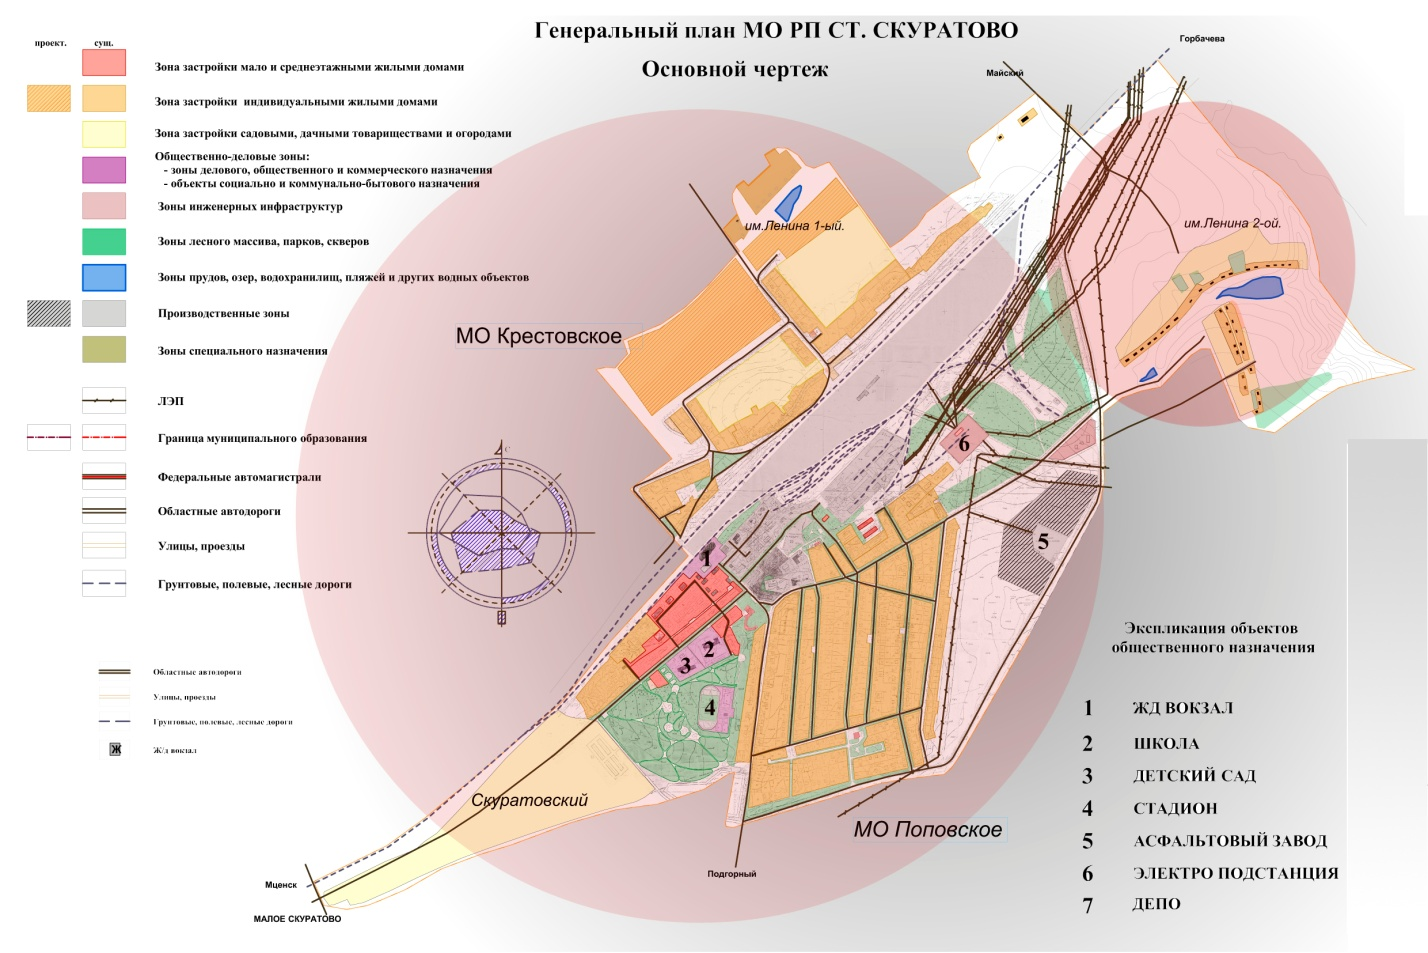 Генеральный план МО РП СТ. СКУРАТОВО
Основной чертеж
проект.
сущ.
Зона застройки мало и среднеэтажными жилыми домами
Зона застройки индивидуальными жилыми домами
Зона застройки садовыми, дачными товариществами и огородами
Общественно-деловые зоны:
- зоны делового, общественного и коммерческого назначения
- объекты социально и коммунально-бытового назначения
Зоны инженерных инфраструктур
Зоны лесного массива, парков, скверов
Зоны прудов, озер, водохранилищ, пляжей и других водных объектов
Производственные зоны
Зоны специального назначения
ЛЭП
Граница муниципального образования
Федеральные автомагистрали
Областные автодороги
Улицы, проезды
Грунтовые, полевые, лесные дороги
Областные автодороги
Улицы, проезды
Грунтовые, полевые, лесные дороги
Ж
Ж/д вокзал
Горбачева
Майский
им.Ленина 1-ый.
им.Ленина 2-ой.
МО Крестовское
С
6
5
1
2
3
4
Скуратовский
МО Поповское
Подгорный
Мценск
МАЛОЕ СКУРАТОВО
Экспликация объектов
общественного назначения
1 ЖД ВОКЗАЛ
2 ШКОЛА
3 ДЕТСКИЙ САД
4 СТАДИОН
5 АСФАЛЬТОВЫЙ ЗАВОД
6 ЭЛЕКТРО ПОДСТАНЦИЯ
7 ДЕПО